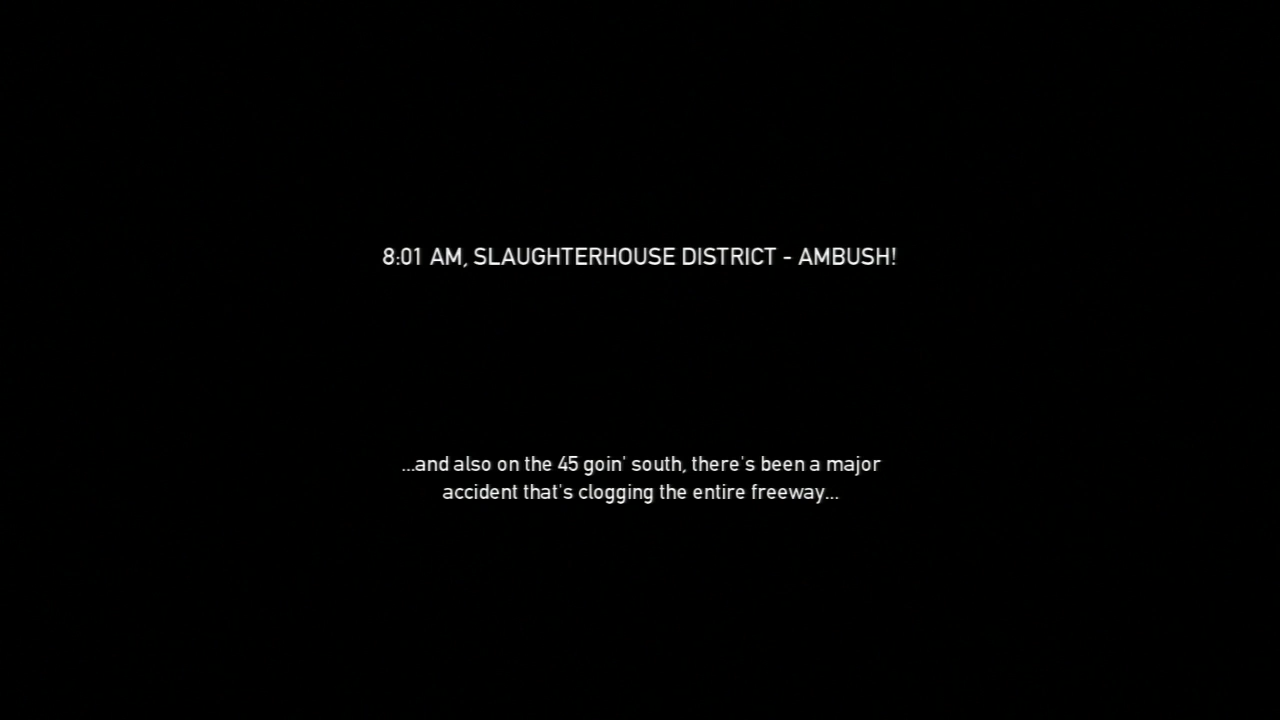 8:01 AM, SLAUGHTERHOUSE DISTRICT - AMBUSH!
...and also on the 45 goin' south, there's been a major
accident that's clogging the entire freeway...